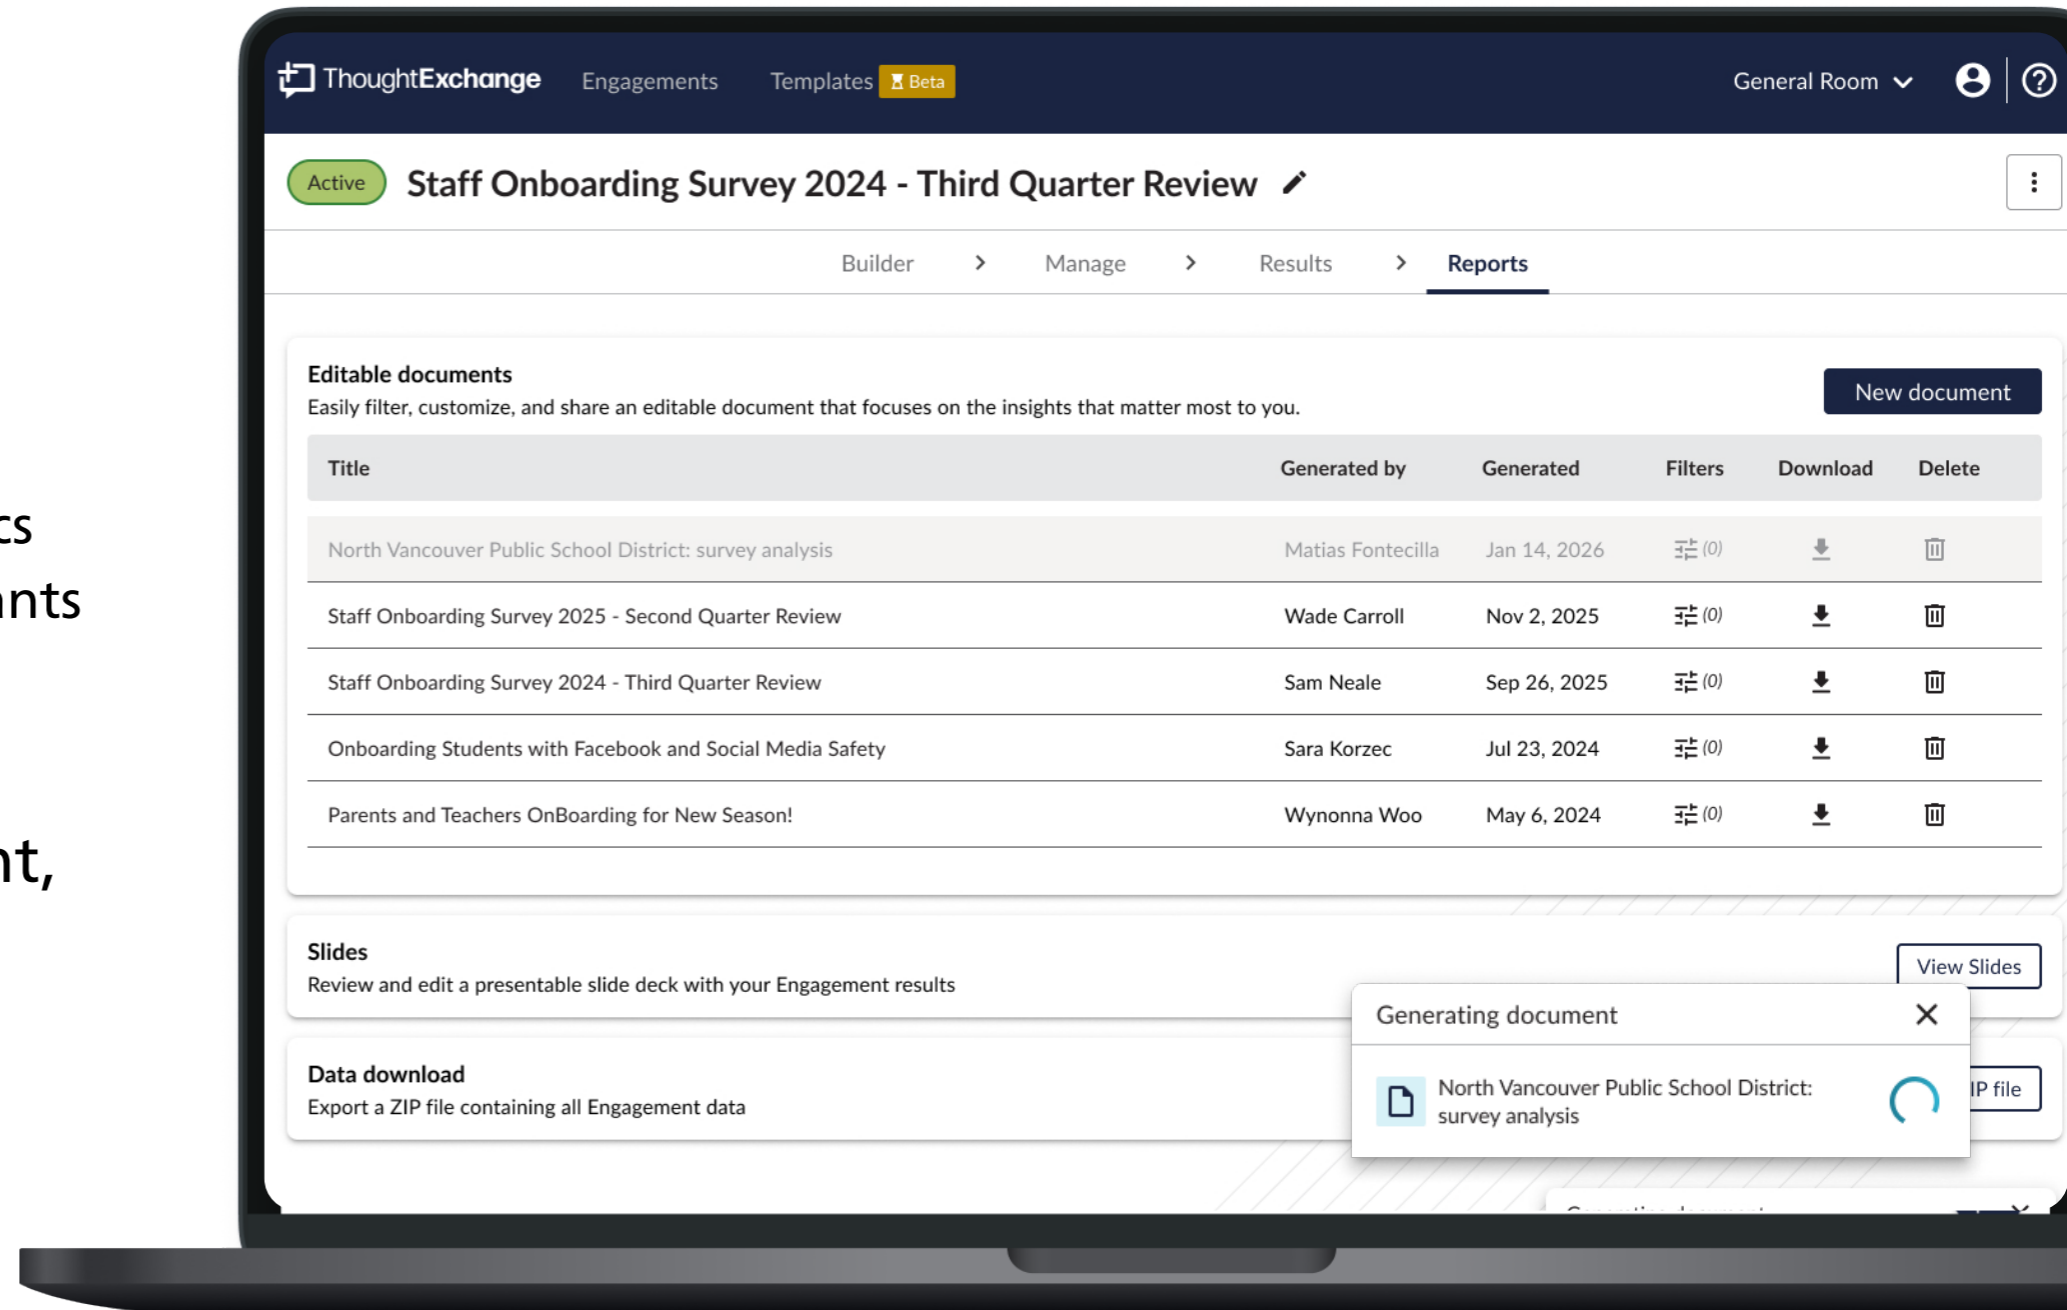 ThoughtExchange Engagements Templates Beta General Room
Active Staff Onboarding Survey 2024 - Third Quarter Review
Builder > Manage > Results > Reports
Editable documents
Easily filter, customize, and share an editable document that focuses on the insights that matter most to you.
New document
Title Generated by Generated Filters Download Delete
North Vancouver Public School District: survey analysis Matias Fontecilla Jan 14, 2026 (0)
Staff Onboarding Survey 2025 - Second Quarter Review Wade Carroll Nov 2, 2025 (0)
Staff Onboarding Survey 2024 - Third Quarter Review Sam Neale Sep 26, 2025 (0)
Onboarding Students with Facebook and Social Media Safety Sara Korzec Jul 23, 2024 (0)
Parents and Teachers OnBoarding for New Season! Wynonna Woo May 6, 2024 (0)
Slides
Review and edit a presentable slide deck with your Engagement results
View Slides
Data download
Export a ZIP file containing all Engagement data
IP file
Generating document
North Vancouver Public School District:
survey analysis
cs
nts
nt,